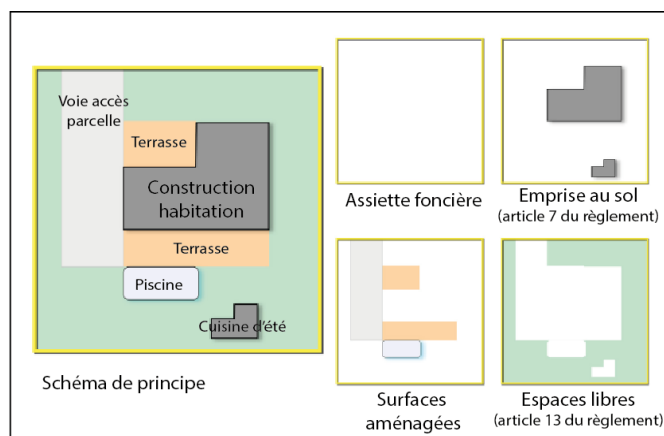 Voie accès
parcelle
Terrasse
Construction
habitation
Terrasse
Piscine
Cuisine d'été
Schéma de principe
Assiette foncière
Emprise au sol
(article 7 du règlement)
Surfaces
aménagées
Espaces libres
(article 13 du règlement)